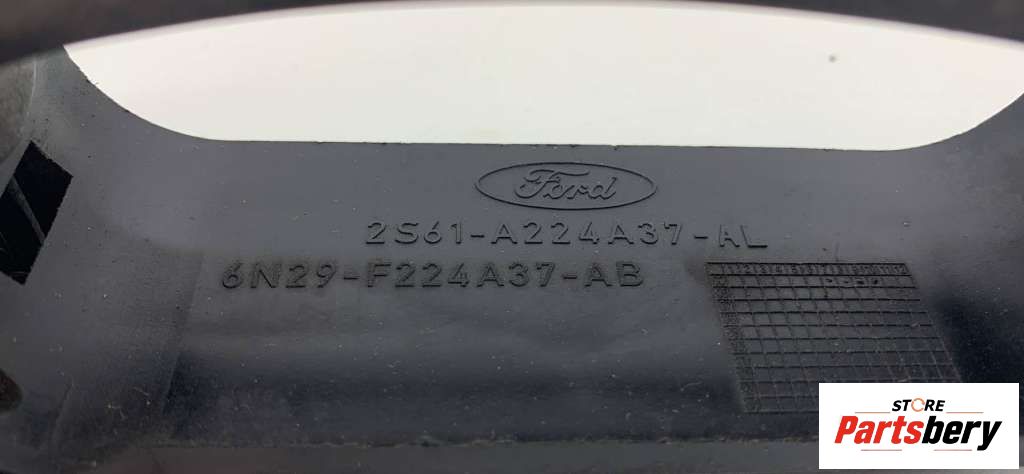 Ford
2S61-A224A37-AL
6N29-F224A37-AB
STORE
Partsbery